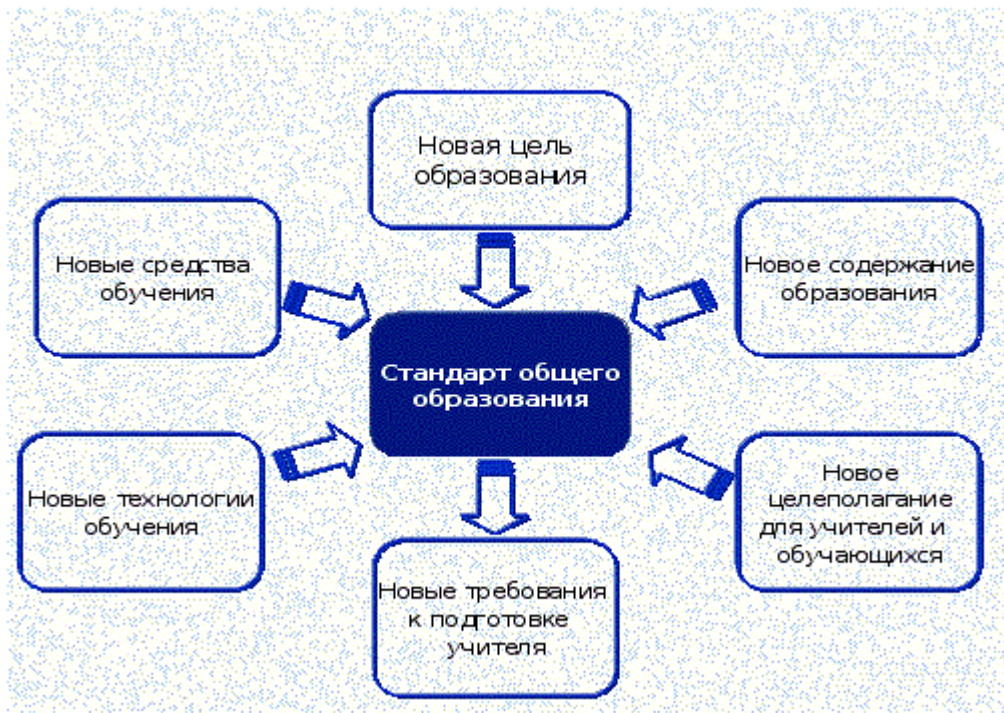 Новая цель
образования
Новые средства
обучения
Новое содержание
образования
Стандарт общего
образования
Новые технологии
обучения
Новое
целеполагание
для учителей и
обучающихся
Новые требования
к подготовке
учителя